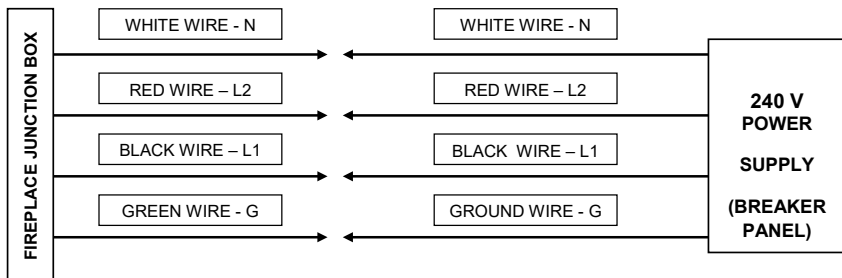 FIREPLACE JUNCTION BOX
WHITE WIRE - N
WHITE WIRE - N
RED WIRE – L2
RED WIRE – L2
BLACK WIRE – L1
BLACK WIRE – L1
GREEN WIRE - G
GROUND WIRE - G
240 V
POWER
SUPPLY
(BREAKER
PANEL)